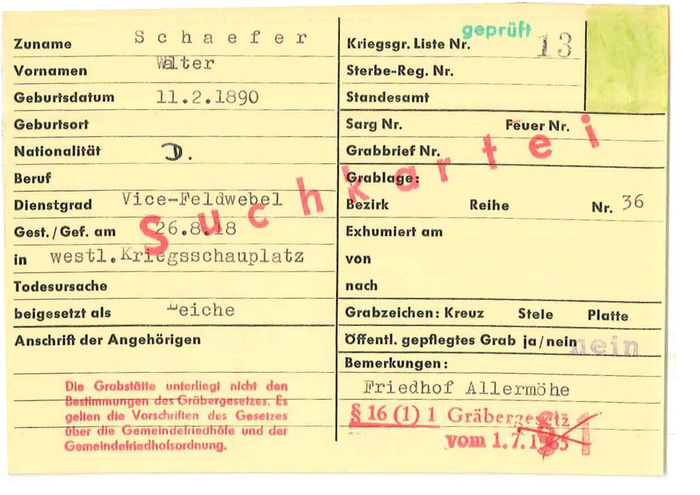 Zuname Schaefer
Vornamen Walter
Geburtsdatum 11.2.1890
Geburtsort
Nationalität D.
Beruf
Dienstgrad Vice-Feldwebel
Gest./Gef. am 26.8.18
in westl.Kriegsschauplatz
Todesursache
beigesetzt als Leiche
Anschrift der Angehörigen
Die Grabstätte unterliegt nicht den
Bestimmungen des Gräbergesetzes. Es
gelten die Vorschriften des Gesetzes
über die Gemeindefriedhöfe und der
Gemeindefriedhofsordnung.
Suchkartei
geprüft
Kriegsgr. Liste Nr. 13
Sterbe-Reg. Nr.
Standesamt
Sarg Nr. Feuer Nr.
Grabbrief Nr.
Grablage:
Bezirk Reihe Nr. 36
Exhumiert am
von
nach
Grabzeichen: Kreuz Stele Platte
Öffentl. gepflegtes Grab ja/nein nein
Bemerkungen:
Friedhof Allermöhe
§ 16 (1) 1 Gräbergesetz
vom 1.7.1965